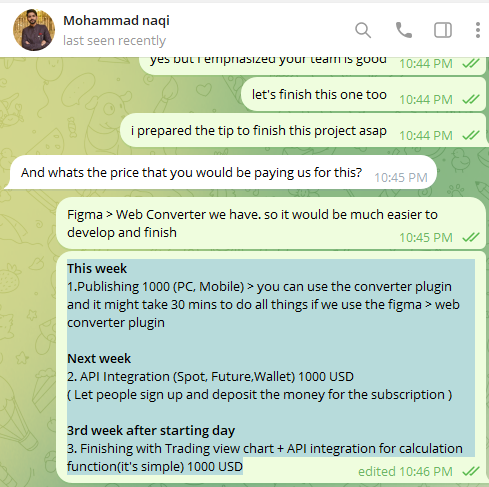 Mohammad naqi
last seen recently
yes but i emphasized your team is good 10:44 PM
let's finish this one too 10:44 PM
i prepared the tip to finish this project asap 10:44 PM
And whats the price that you would be paying us for this? 10:45 PM
Figma > Web Converter we have. so it would be much easier to
develop and finish 10:45 PM
This week
1.Publishing 1000 (PC, Mobile) > you can use the converter plugin
and it might take 30 mins to do all things if we use the figma > web
converter plugin
Next week
2. API Integration (Spot, Future,Wallet) 1000 USD
( Let people sign up and deposit the money for the subscription )
3rd week after starting day
3. Finishing with Trading view chart + API integration for calculation
function(it's simple) 1000 USD
edited 10:46 PM